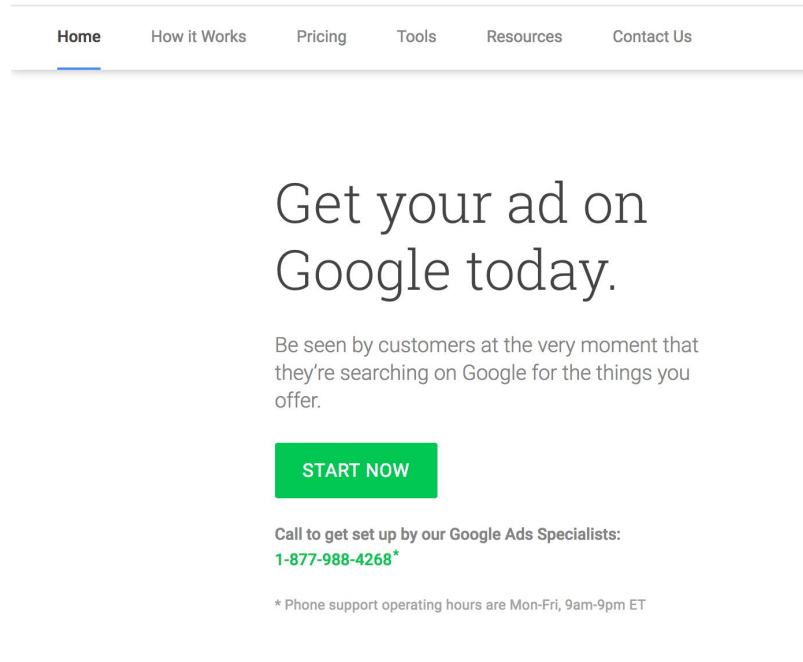 Home How it Works Pricing Tools Resources Contact Us
Get your ad on
Google today.
Be seen by customers at the very moment that
they’re searching on Google for the things you
offer.
START NOW
Call to get set up by our Google Ads Specialists:
1-877-988-4268*
* Phone support operating hours are Mon-Fri, 9am-9pm ET